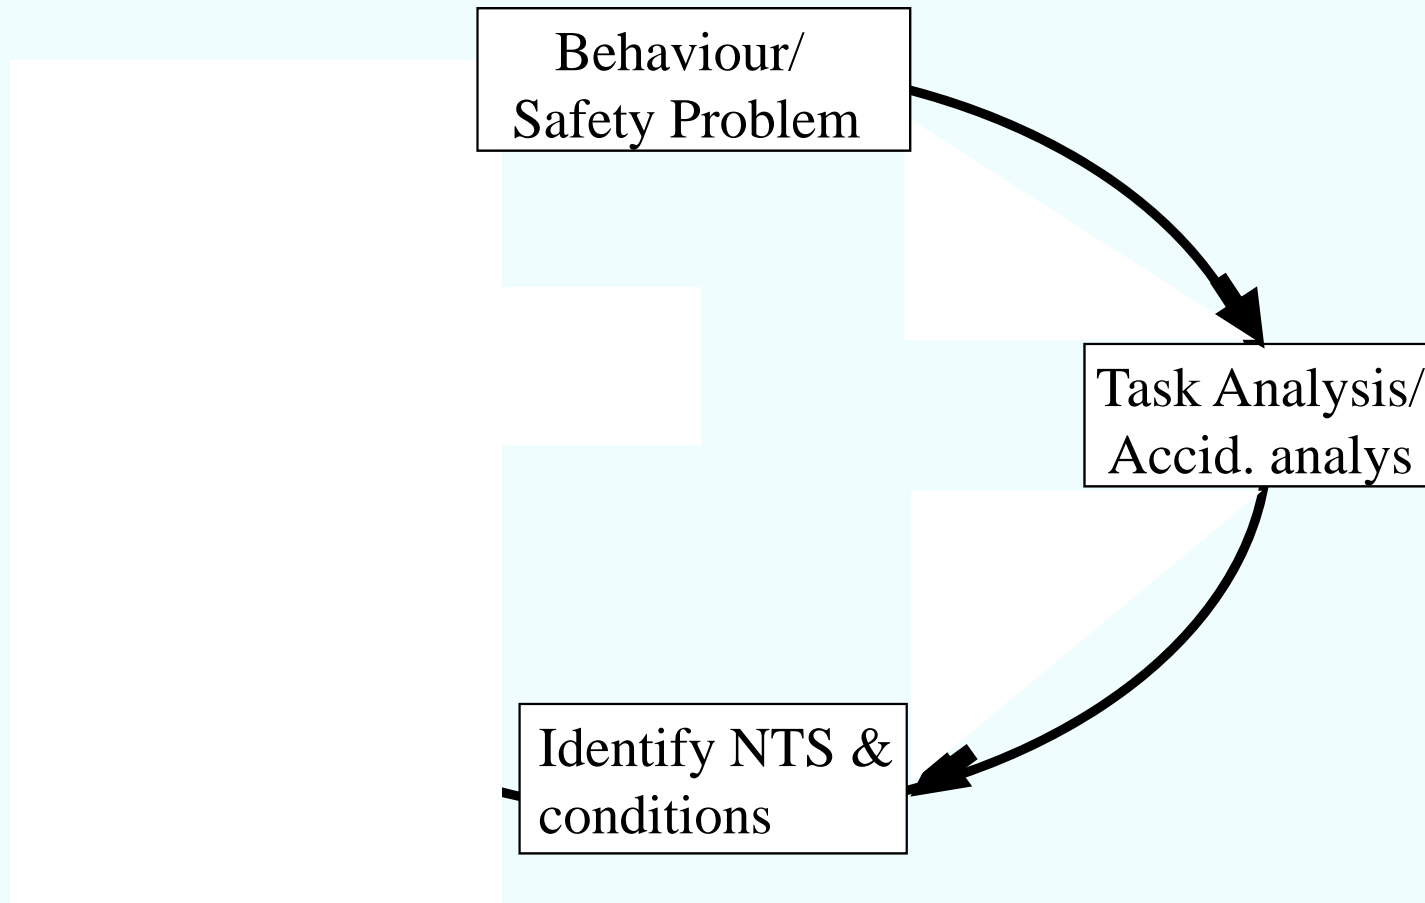 Behaviour/
Safety Problem
Task Analysis/
Accid. analys
Identify NTS &
conditions